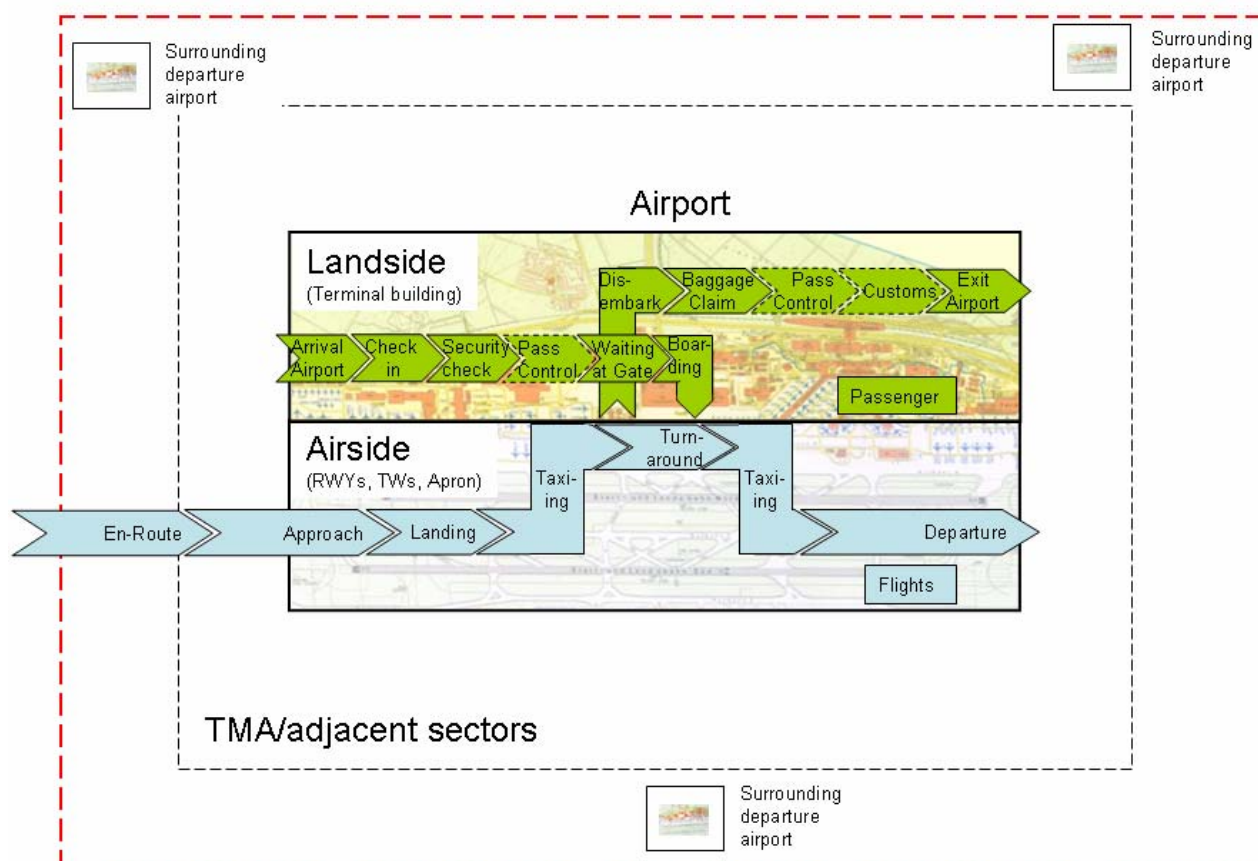 Surrounding
departure
airport
Surrounding
departure
airport
Airport
Landside
(Terminal building)
Dis-
embark
Baggage
Claim
Pass
Control
Customs
Exit
Airport
Arrival
Airport
Check
in
Security
check
Pass
Control
Waiting
at Gate
Boar-
ding
Passenger
Airside
(RWYs, TWs, Apron)
Turn-
around
Taxi-
ing
Taxi-
ing
En-Route
Approach
Landing
Departure
Flights
TMA/adjacent sectors
Surrounding
departure
airport